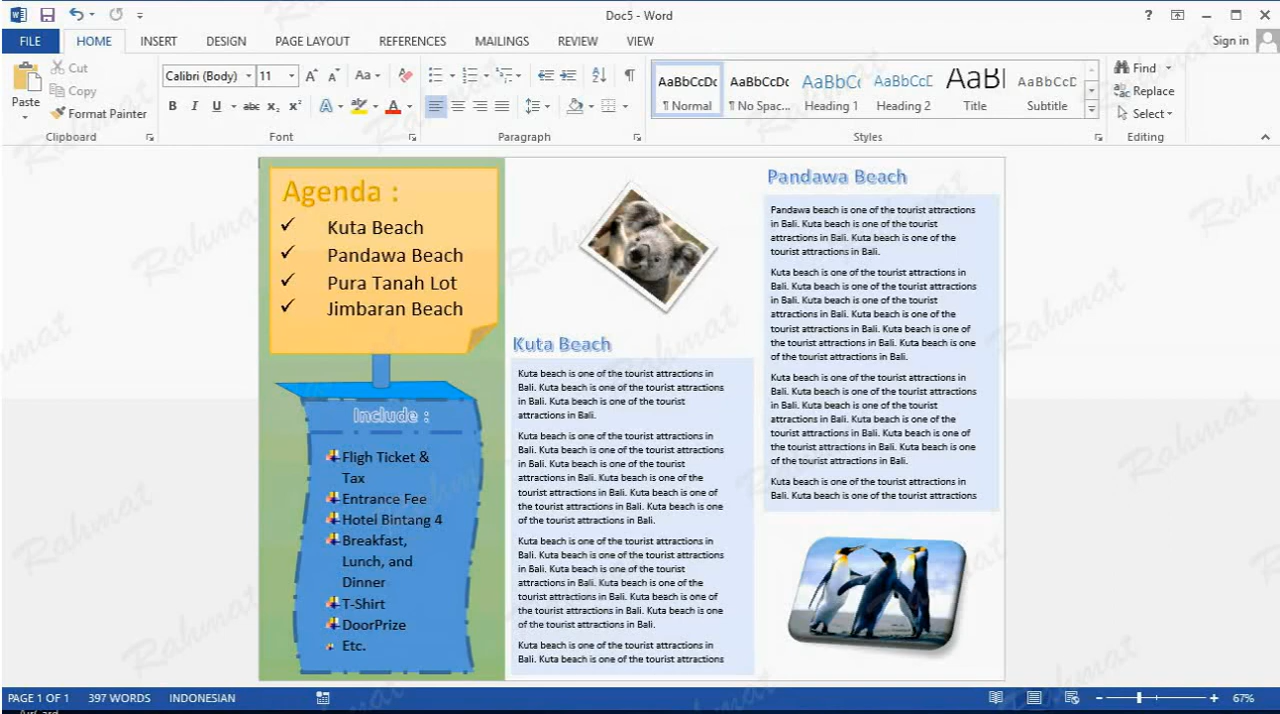 Doc5 - Word
?
FILE
HOME
INSERT
DESIGN
PAGE LAYOUT
REFERENCES
MAILINGS
REVIEW
VIEW
Sign in
Paste
Cut
Copy
Format Painter
Clipboard
Calibri (Body)
11
Aa
B I U abc x₂ x²
A
Font
Paragraph
AaBbCcDc
¶ Normal
AaBbCcDc
¶ No Spac...
AaBbCc
Heading 1
AaBbCcD
Heading 2
AaB
Title
AaBbCcD
Subtitle
Styles
Find
Replace
Select
Editing
Agenda :
✓ Kuta Beach
✓ Pandawa Beach
✓ Pura Tanah Lot
✓ Jimbaran Beach
Include :
Fligh Ticket &
Tax
Entrance Fee
Hotel Bintang 4
Breakfast,
Lunch, and
Dinner
T-Shirt
DoorPrize
Etc.
Kuta Beach
Kuta beach is one of the tourist attractions in
Bali. Kuta beach is one of the tourist attractions
in Bali. Kuta beach is one of the tourist
attractions in Bali.
Kuta beach is one of the tourist attractions in
Bali. Kuta beach is one of the tourist attractions
in Bali. Kuta beach is one of the tourist
attractions in Bali. Kuta beach is one of the
tourist attractions in Bali. Kuta beach is one of
the tourist attractions in Bali. Kuta beach is one
of the tourist attractions in Bali.
Kuta beach is one of the tourist attractions in
Bali. Kuta beach is one of the tourist attractions
in Bali. Kuta beach is one of the tourist
attractions in Bali. Kuta beach is one of the
tourist attractions in Bali. Kuta beach is one of
the tourist attractions in Bali. Kuta beach is one
of the tourist attractions in Bali.
Kuta beach is one of the tourist attractions in
Bali. Kuta beach is one of the tourist attractions
Pandawa Beach
Pandawa beach is one of the tourist attractions
in Bali. Kuta beach is one of the tourist
attractions in Bali. Kuta beach is one of the
tourist attractions in Bali.
Kuta beach is one of the tourist attractions in
Bali. Kuta beach is one of the tourist attractions
in Bali. Kuta beach is one of the tourist
attractions in Bali. Kuta beach is one of the
tourist attractions in Bali. Kuta beach is one of
the tourist attractions in Bali. Kuta beach is one
of the tourist attractions in Bali.
Kuta beach is one of the tourist attractions in
Bali. Kuta beach is one of the tourist attractions
in Bali. Kuta beach is one of the tourist
attractions in Bali. Kuta beach is one of the
tourist attractions in Bali. Kuta beach is one of
the tourist attractions in Bali. Kuta beach is one
of the tourist attractions in Bali.
Kuta beach is one of the tourist attractions in
Bali. Kuta beach is one of the tourist attractions
PAGE 1 OF 1
397 WORDS
INDONESIAN
67%
Rahmat